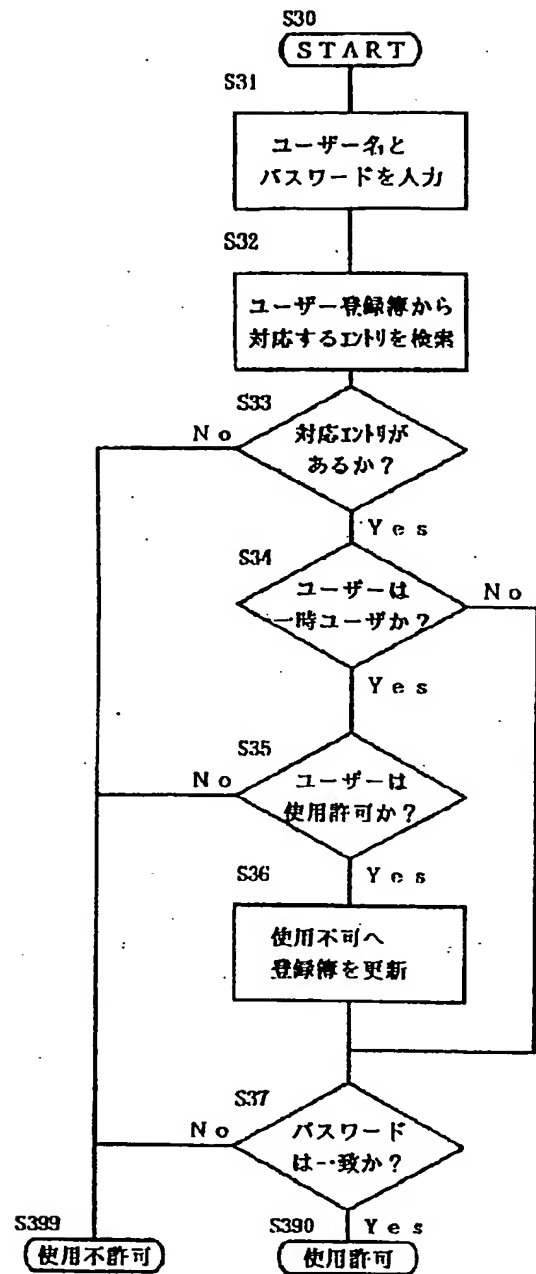 S30
START
S31
ユーザー名と
パスワードを入力
S32
ユーザー登録簿から
対応するエントリを検索
S33
No
対応エントリが
あるか？
Yes
S34
No
ユーザーは
一時ユーザか？
Yes
S35
No
ユーザーは
使用許可か？
S36
Yes
使用不可へ
登録簿を更新
S37
No
パスワード
は一致か？
S399
S390
Yes
使用不許可
使用許可